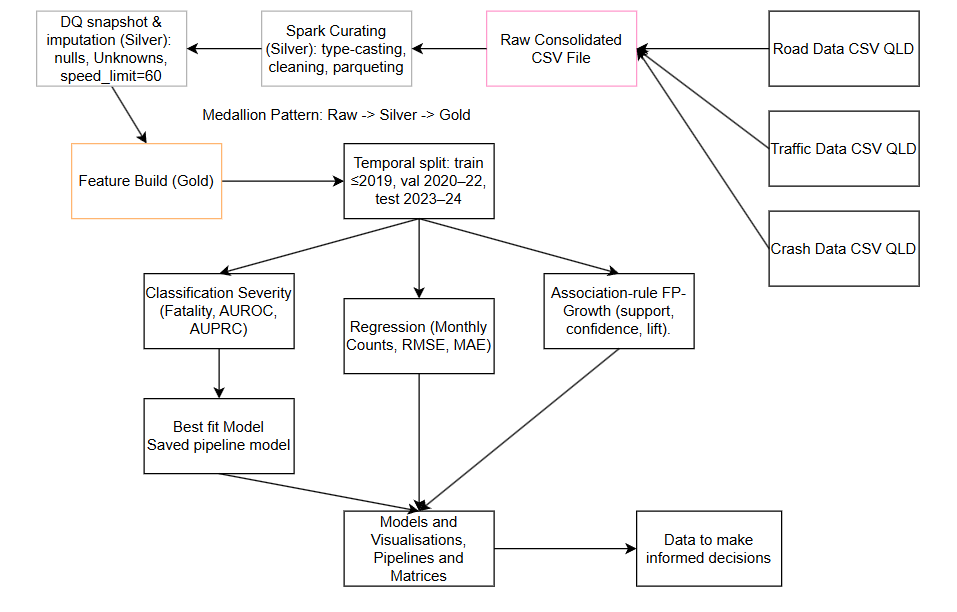 DQ snapshot &
imputation (Silver):
nulls, Unknowns,
speed_limit=60
Spark Curating
(Silver): type-casting,
cleaning, parqueting
Raw Consolidated
CSV File
Road Data CSV QLD
Medallion Pattern: Raw -> Silver -> Gold
Traffic Data CSV QLD
Feature Build (Gold)
Temporal split: train
≤2019, val 2020–22,
test 2023–24
Crash Data CSV QLD
Classification Severity
(Fatality, AUROC,
AUPRC)
Regression (Monthly
Counts, RMSE, MAE)
Association-rule FP-
Growth (support,
confidence, lift).
Best fit Model
Saved pipeline model
Models and
Visualisations,
Pipelines and
Matrices
Data to make
informed decisions